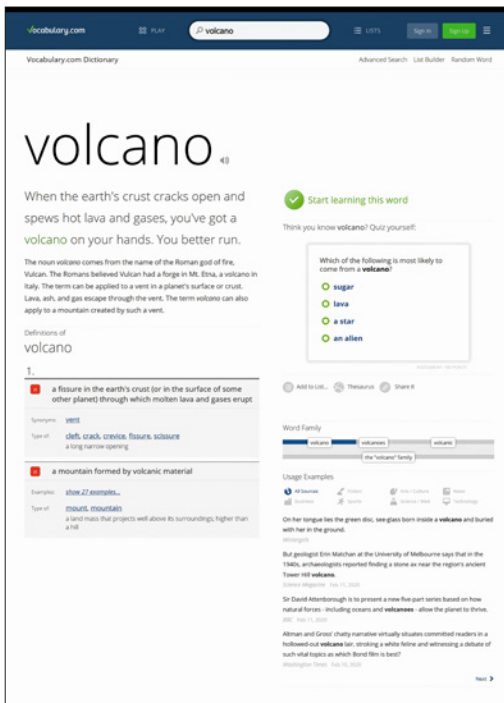 Vocabulary.com
PLAY
volcano
LISTS
Sign in
Sign up
Vocabulary.com Dictionary
Advanced Search List Builder Random Word
volcano
When the earth's crust cracks open and
spews hot lava and gases, you've got a
volcano on your hands. You better run.
The noun volcano comes from the name of the Roman god of fire,
Vulcan. The Romans believed Vulcan had a forge in Mt. Etna, a volcano in
Italy. The term can be applied to a vent in a planet's surface or crust.
Lava, ash, and gas escape through the vent. The term volcano can also
apply to a mountain created by such a vent.
Definitions of
volcano
1.
n
a fissure in the earth's crust (or in the surface of some
other planet) through which molten lava and gases erupt
Synonyms: vent
Type of: cleft, crack, crevice, fissure, scissure
a long narrow opening
n
a mountain formed by volcanic material
Examples: show 27 examples...
Type of: mount, mountain
a land mass that projects well above its surroundings, higher than
a hill
Start learning this word
Think you know volcano? Quiz yourself:
Which of the following is most likely to
come from a volcano?
sugar
lava
a star
an alien
Add to List... Thesaurus Share It
Word Family
volcano volcanoes volcanic
the "volcano" family
Usage Examples
All Sources Fiction Arts / Culture News
Business Sports Science / Med Technology
On her tongue lies the green disc, see-glass born inside a volcano and buried
with her in the ground.
But geologist Erin Matchan at the University of Melbourne says that in the
1940s, archaeologists reported finding a stone ax near the region's ancient
Tower Hill volcano.
Science Magazine Feb 11, 2020
Sir David Attenborough is to present a new five-part series based on how
natural forces - including oceans and volcanoes - allow the planet to thrive.
BBC Feb 11, 2020
Altman and Gross' chatty narrative virtually situates committed readers in a
hollowed-out volcano lair, stroking a white feline and witnessing a debate of
such vital topics as which Bond film is best?
Washington Times Feb 10, 2020
Next